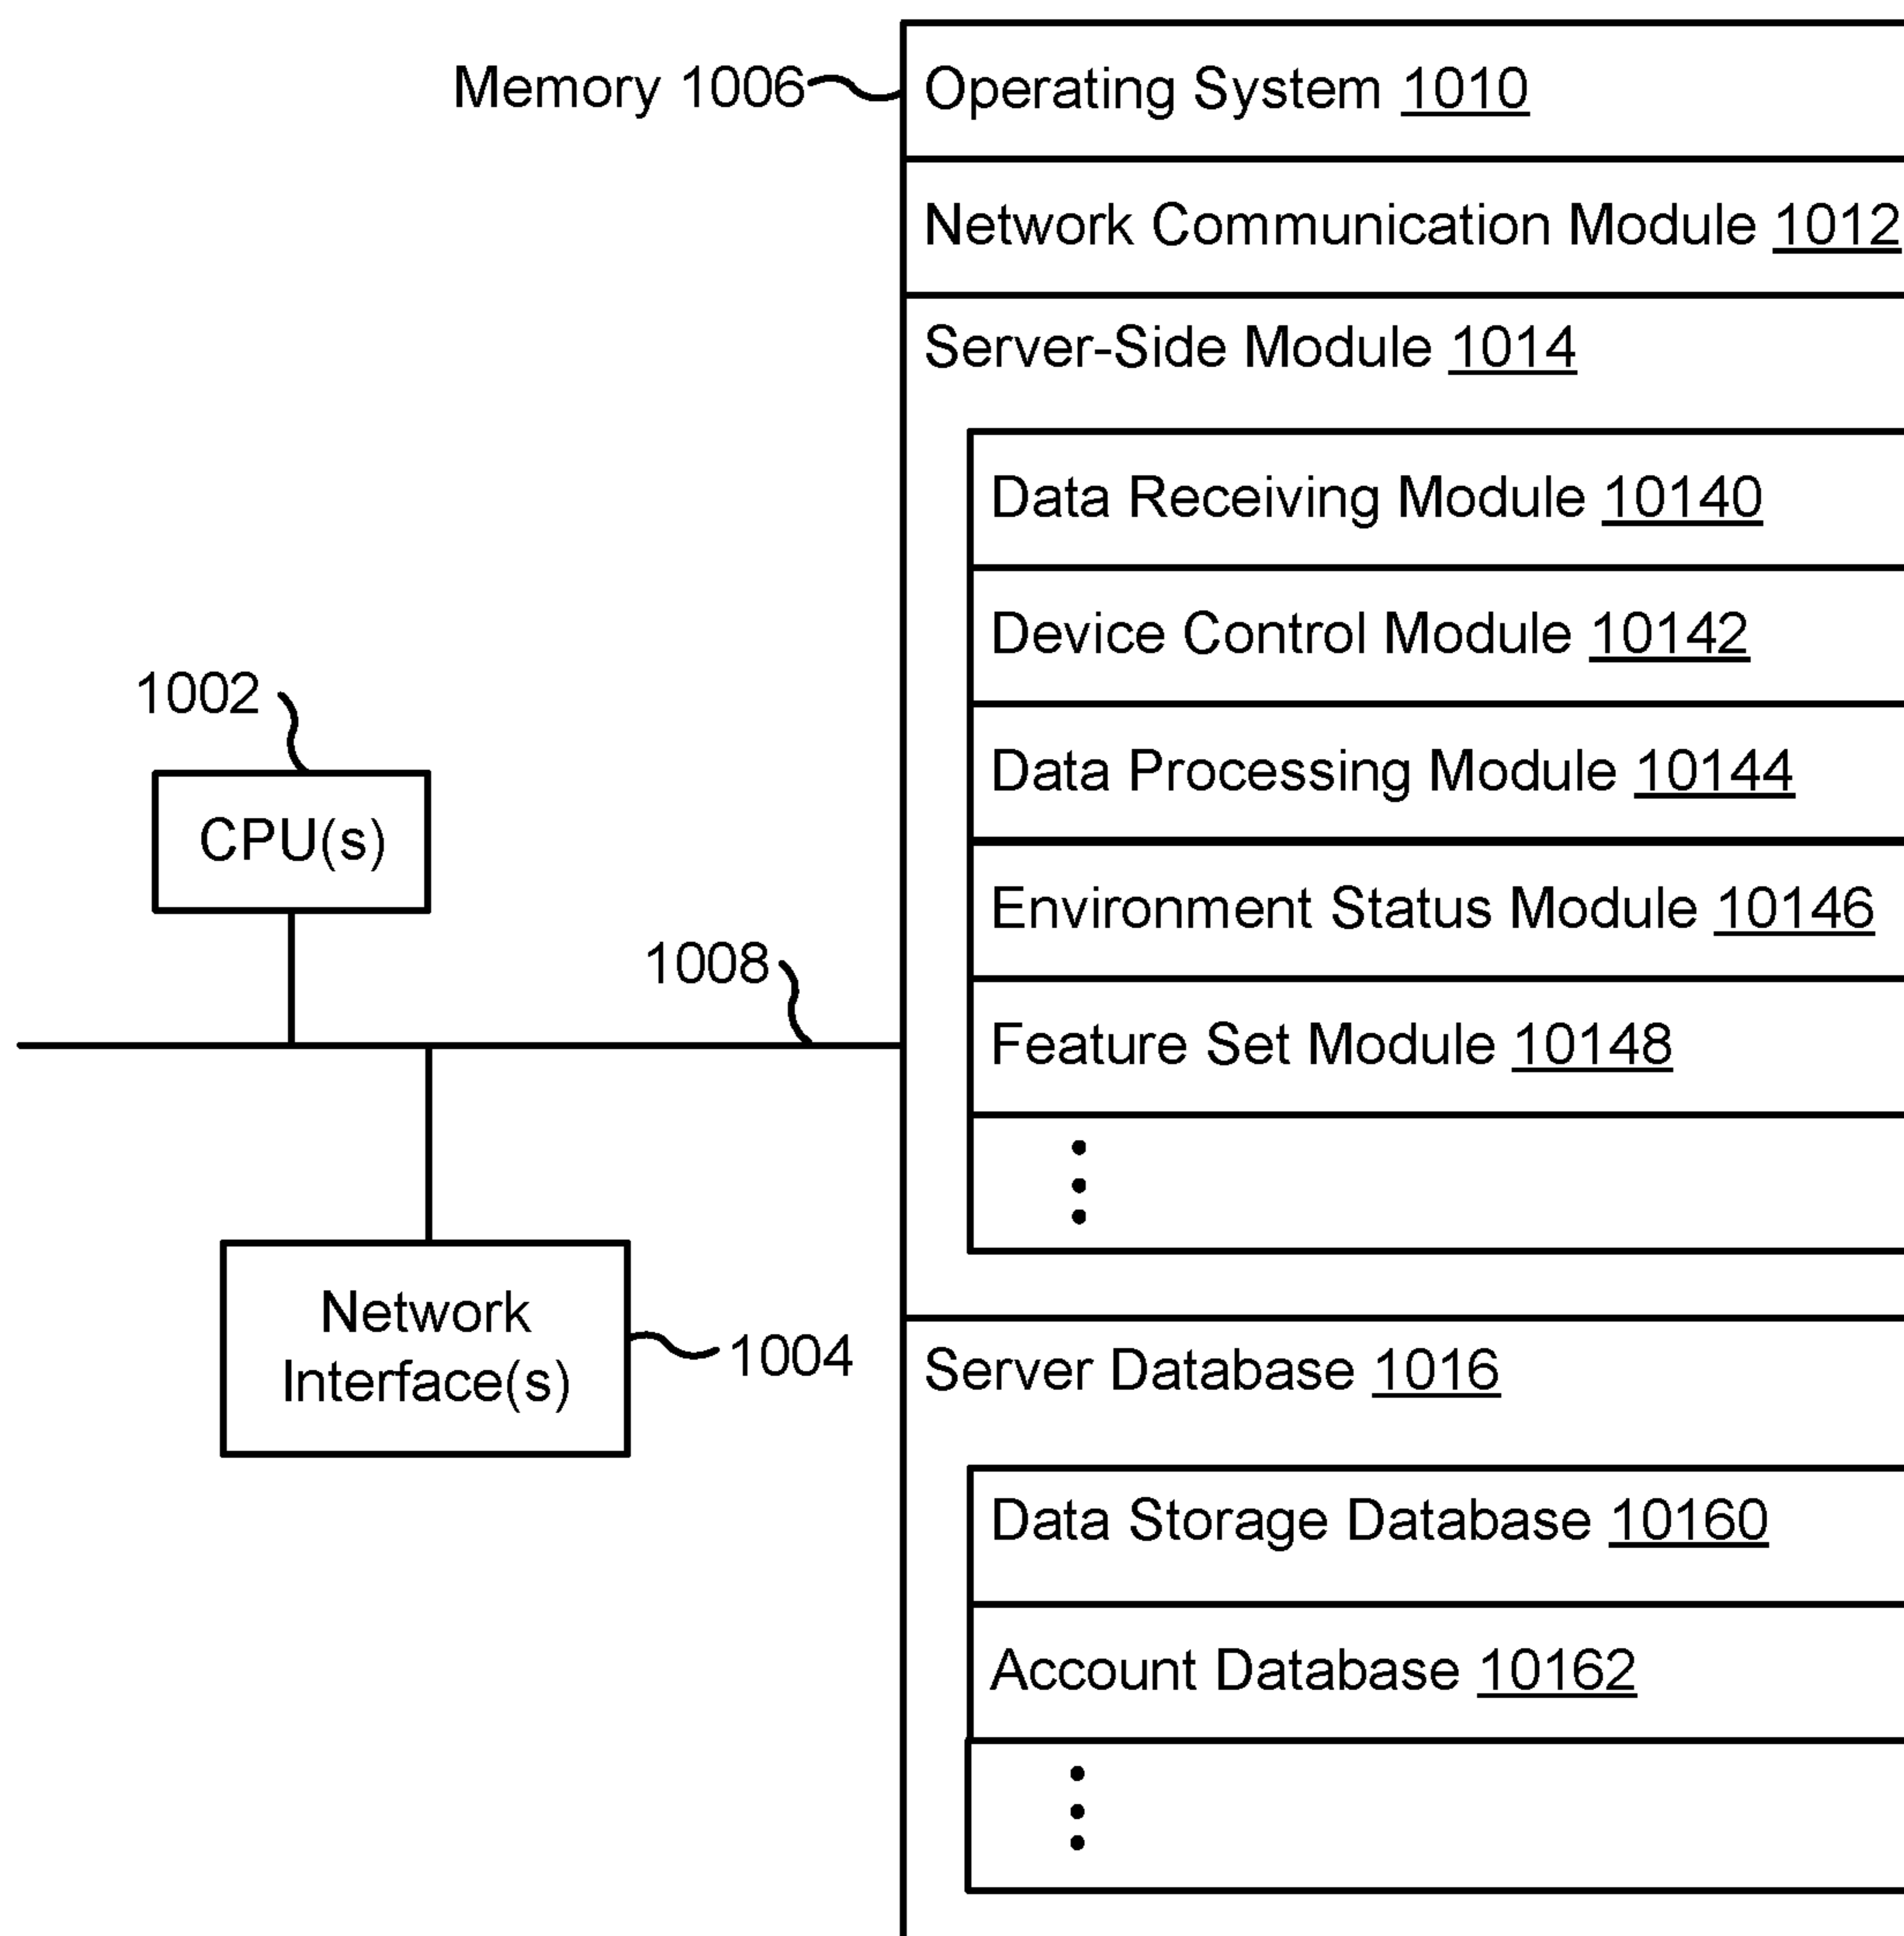 Memory 1006
Operating System 1010
Network Communication Module 1012
Server-Side Module 1014
Data Receiving Module 10140
Device Control Module 10142
Data Processing Module 10144
Environment Status Module 10146
Feature Set Module 10148
1002
CPU(s)
1008
Network
Interface(s)
1004
Server Database 1016
Data Storage Database 10160
Account Database 10162